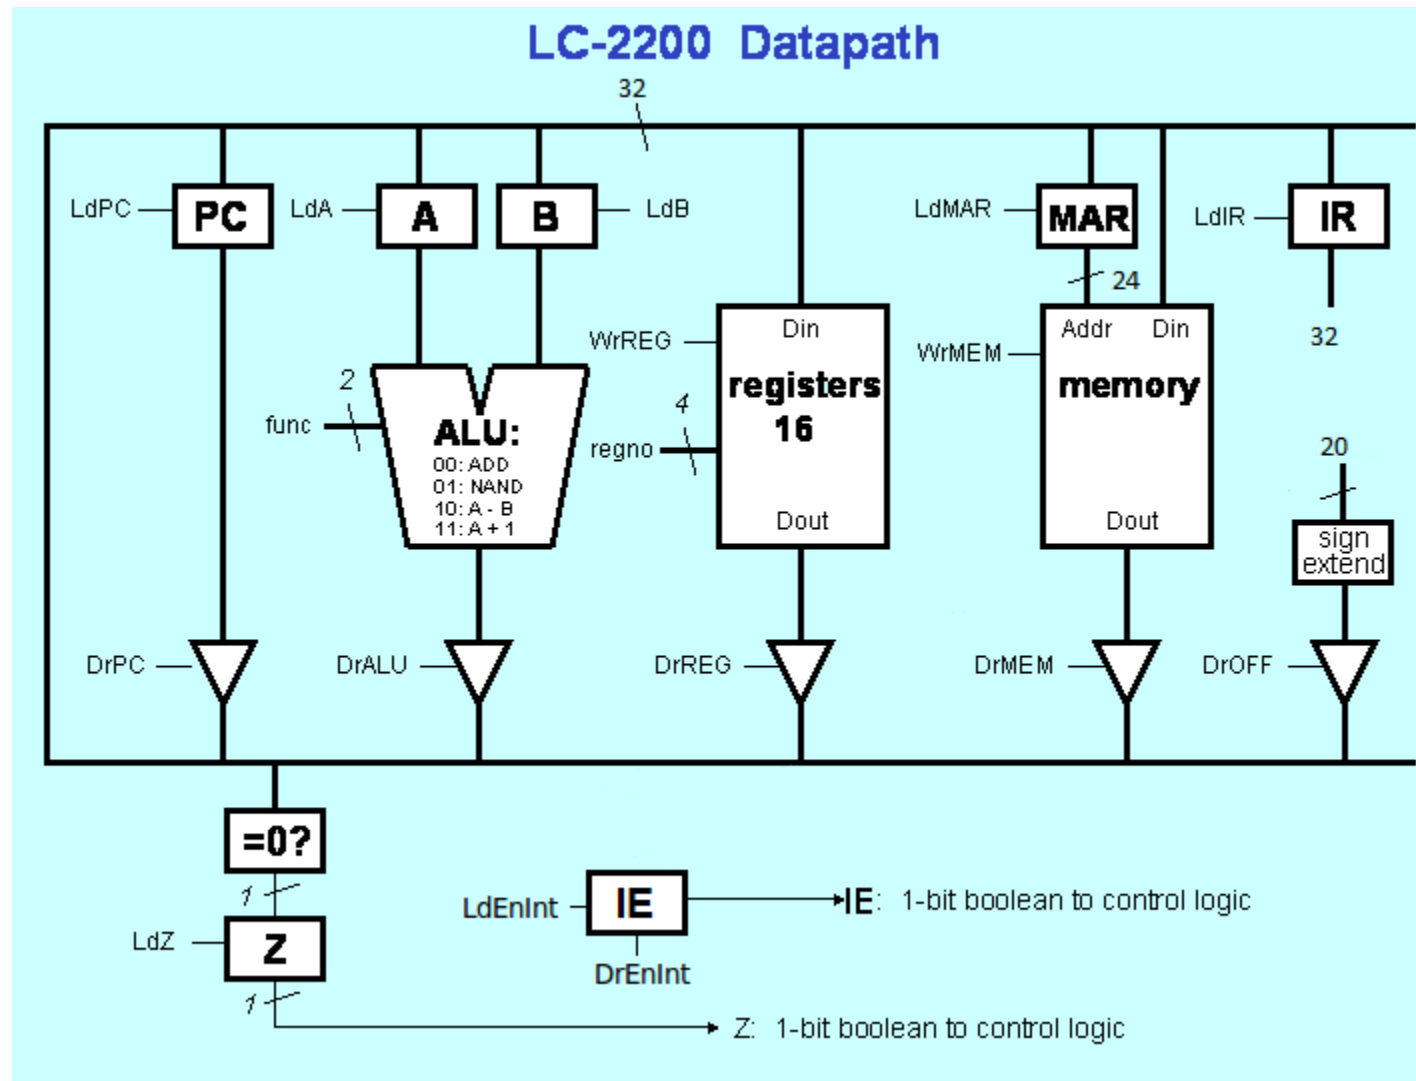 LC-2200 Datapath
32
LdPC
PC
LdA
A
B
LdB
LdMAR
MAR
LdIR
IR
24
32
WrREG
Din
registers
16
Dout
4
regno
WrMEM
Addr
Din
memory
Dout
2
func
ALU:
00: ADD
01: NAND
10: A - B
11: A + 1
20
sign
extend
DrPC
DrALU
DrREG
DrMEM
DrOFF
=0?
1
LdZ
Z
1
LdEnInt
IE
DrEnInt
IE: 1-bit boolean to control logic
Z: 1-bit boolean to control logic